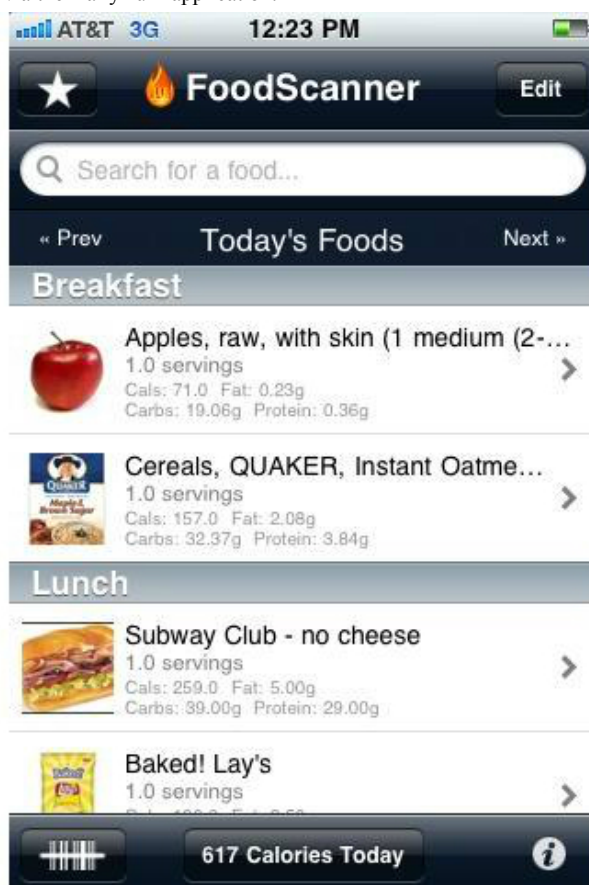 AT&T 3G 12:23 PM
FoodScanner
Edit
Search for a food...
« Prev Today's Foods Next »
Breakfast
Apples, raw, with skin (1 medium (2-...
1.0 servings
Cals: 71.0 Fat: 0.23g
Carbs: 19.06g Protein: 0.36g
QUAKER
Maple &
Brown Sugar
Cereals, QUAKER, Instant Oatme...
1.0 servings
Cals: 157.0 Fat: 2.08g
Carbs: 32.37g Protein: 3.84g
Lunch
Subway Club - no cheese
1.0 servings
Cals: 259.0 Fat: 5.00g
Carbs: 39.00g Protein: 29.00g
Baked! Lay's
1.0 servings
617 Calories Today